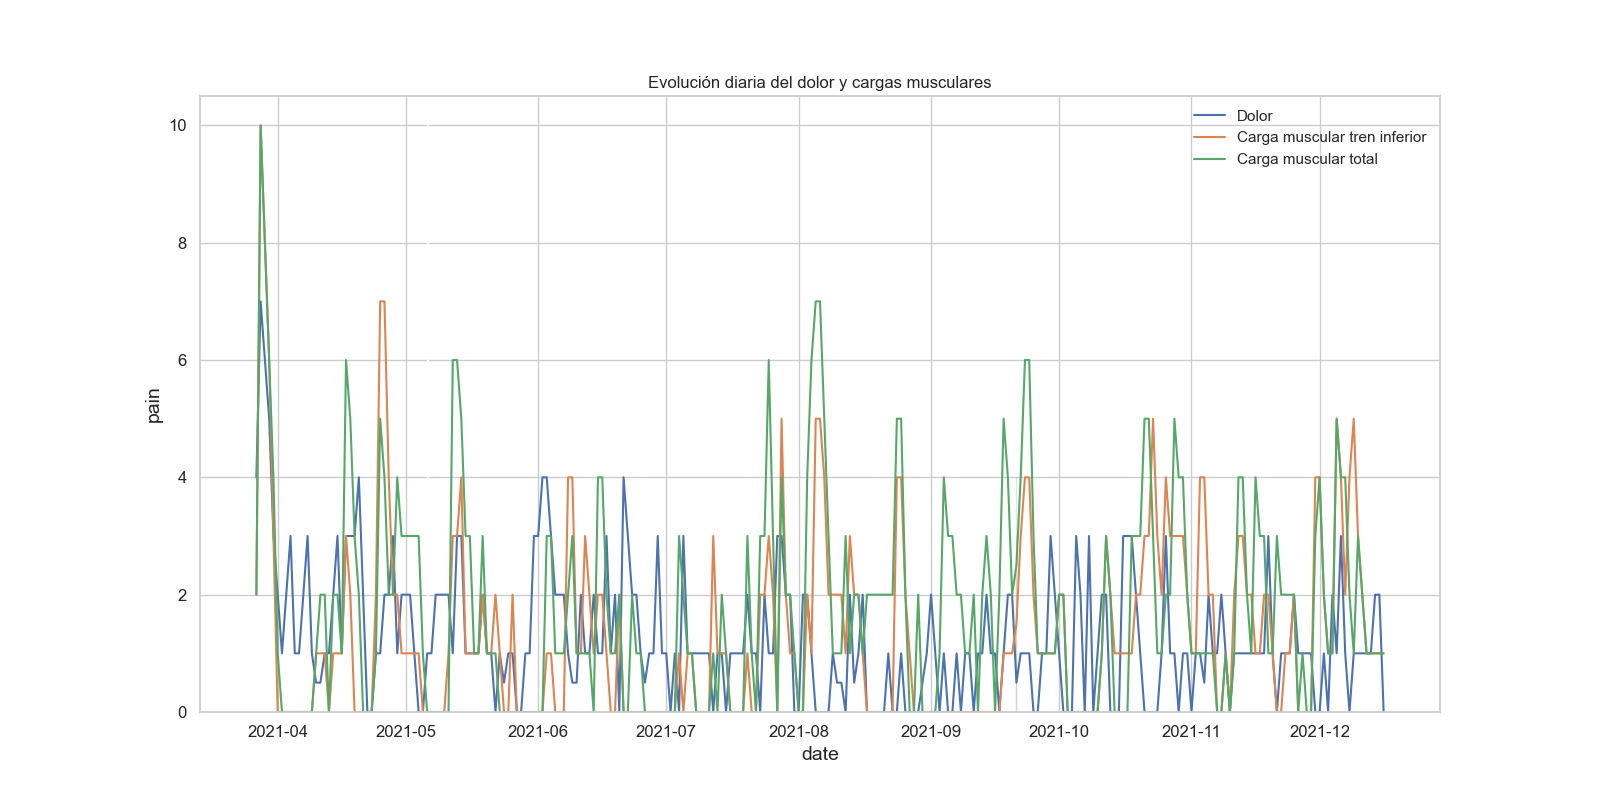 Evolución diaria del dolor y cargas musculares
Dolor
Carga muscular tren inferior
Carga muscular total
10
8
6
4
2
0
pain
2021-04 2021-05 2021-06 2021-07 2021-08 2021-09 2021-10 2021-11 2021-12
date